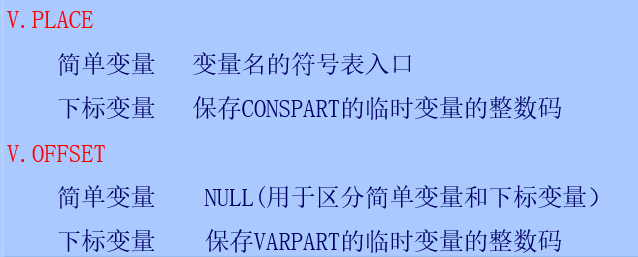 V.PLACE
简单变量 变量名的符号表入口
下标变量 保存CONSPART的临时变量的整数码
V.OFFSET
简单变量 NULL(用于区分简单变量和下标变量）
下标变量 保存VARPART的临时变量的整数码